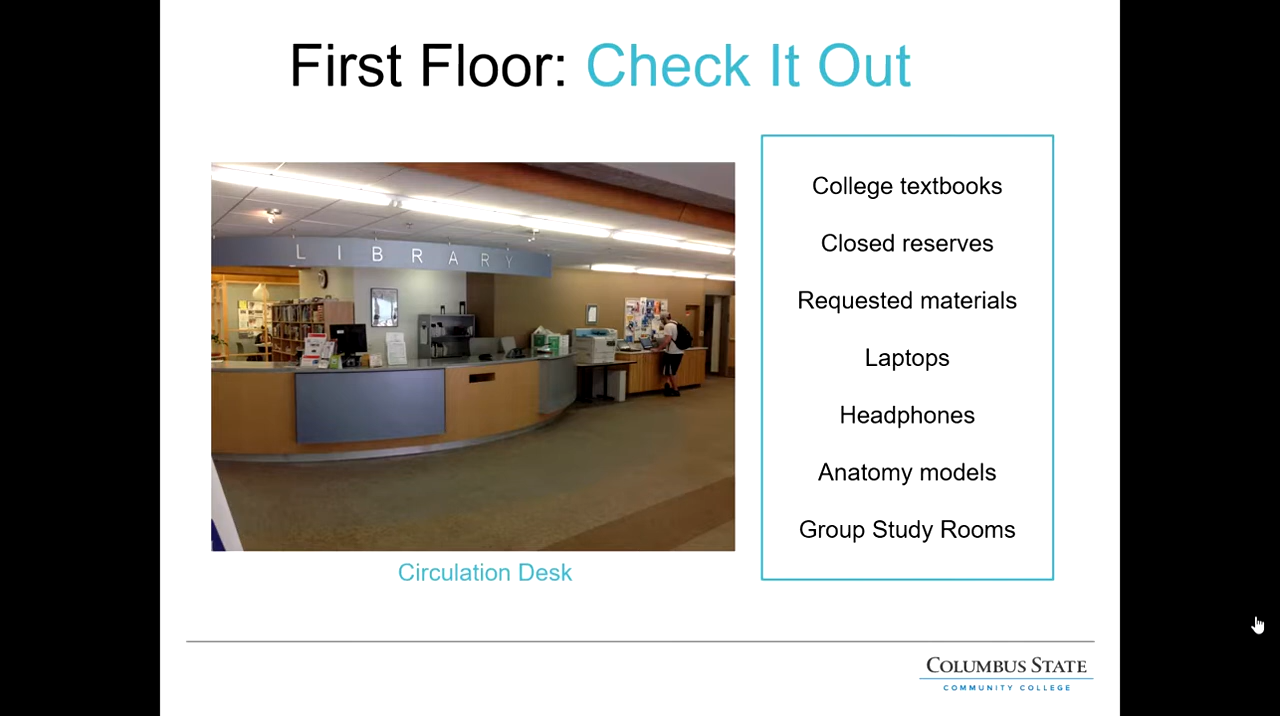 First Floor: Check It Out
LIBRARY
College textbooks
Closed reserves
Requested materials
Laptops
Headphones
Anatomy models
Group Study Rooms
Circulation Desk
COLUMBUS STATE
COMMUNITY COLLEGE